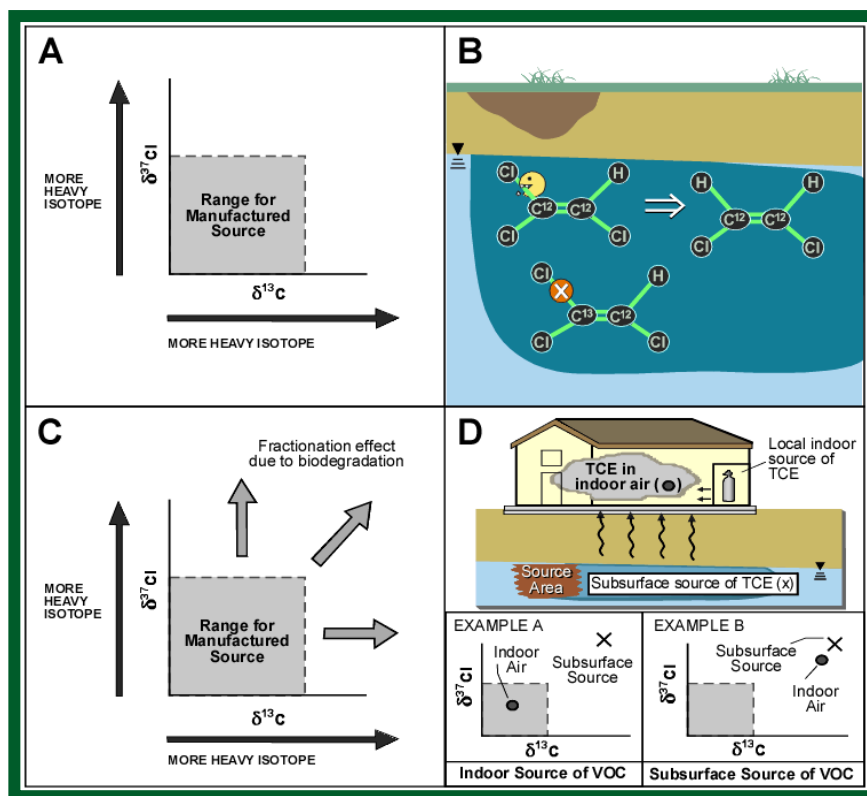 A
MORE
HEAVY
ISOTOPE
δ³⁷Cl
Range for
Manufactured
Source
δ¹³C
MORE HEAVY ISOTOPE
B
Cl
H
C¹²
C¹²
Cl
Cl
H
H
C¹²
C¹²
Cl
Cl
Cl
X
H
C¹³
C¹²
Cl
Cl
C
Fractionation effect
due to biodegradation
MORE
HEAVY
ISOTOPE
δ³⁷Cl
Range for
Manufactured
Source
δ¹³C
MORE HEAVY ISOTOPE
D
TCE in
indoor air ( )
Local indoor
source of
TCE
Source
Area
Subsurface source of TCE (x)
EXAMPLE A
Indoor
Air
Subsurface
Source
δ³⁷Cl
δ¹³C
Indoor Source of VOC
EXAMPLE B
Subsurface
Source
Indoor
Air
δ³⁷Cl
δ¹³C
Subsurface Source of VOC